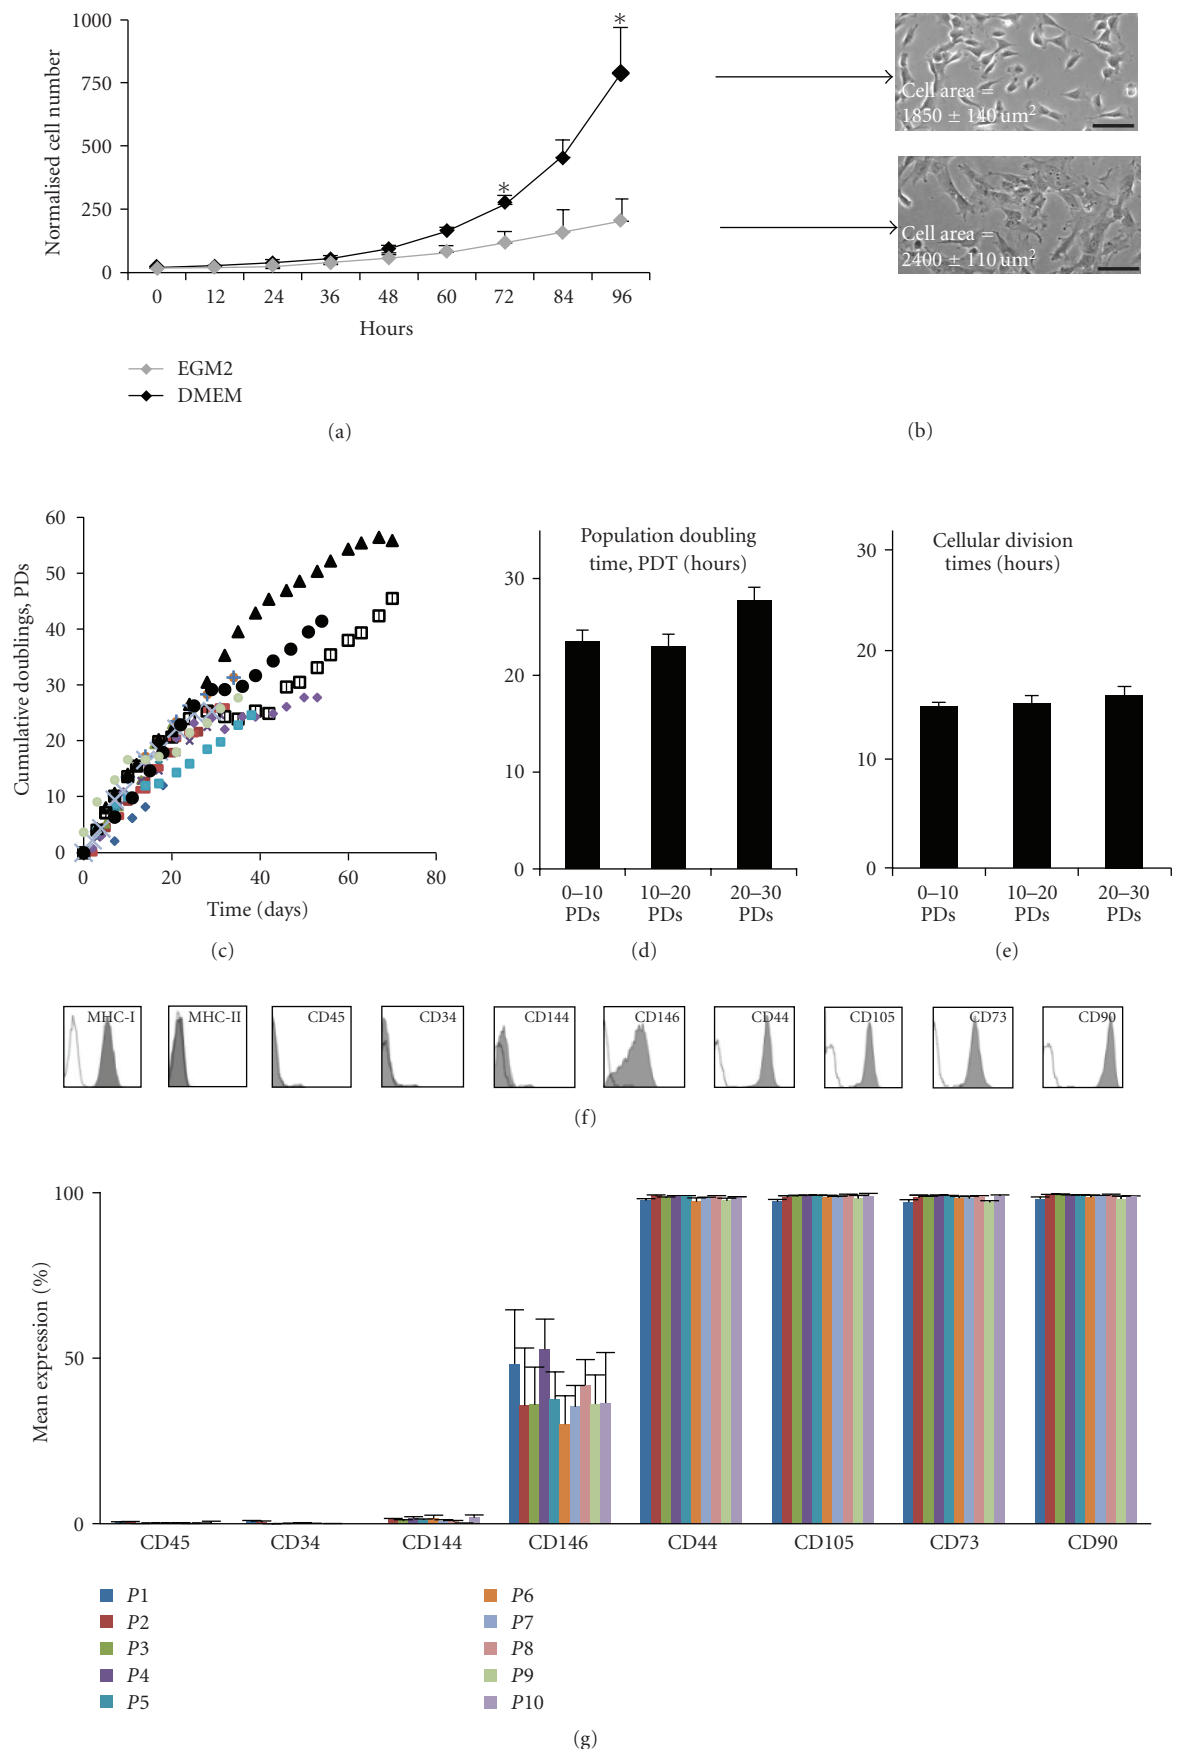 1000
750
500
250
0
Normalised cell number
*
*
0 12 24 36 48 60 72 84 96
Hours
EGM2
DMEM
(a)
Cell area =
1850 ± 140 um²
Cell area =
2400 ± 110 um²
(b)
60
50
40
30
20
10
0
Cumulative doublings, PDs
0 20 40 60 80
Time (days)
(c)
Population doubling
time, PDT (hours)
30
20
10
0
0–10 10–20 20–30
PDs PDs PDs
(d)
Cellular division
times (hours)
30
20
10
0
0–10 10–20 20–30
PDs PDs PDs
(e)
MHC-I MHC-II CD45 CD34 CD144 CD146 CD44 CD105 CD73 CD90
(f)
100
50
0
Mean expression (%)
CD45 CD34 CD144 CD146 CD44 CD105 CD73 CD90
P1
P2
P3
P4
P5
P6
P7
P8
P9
P10
(g)